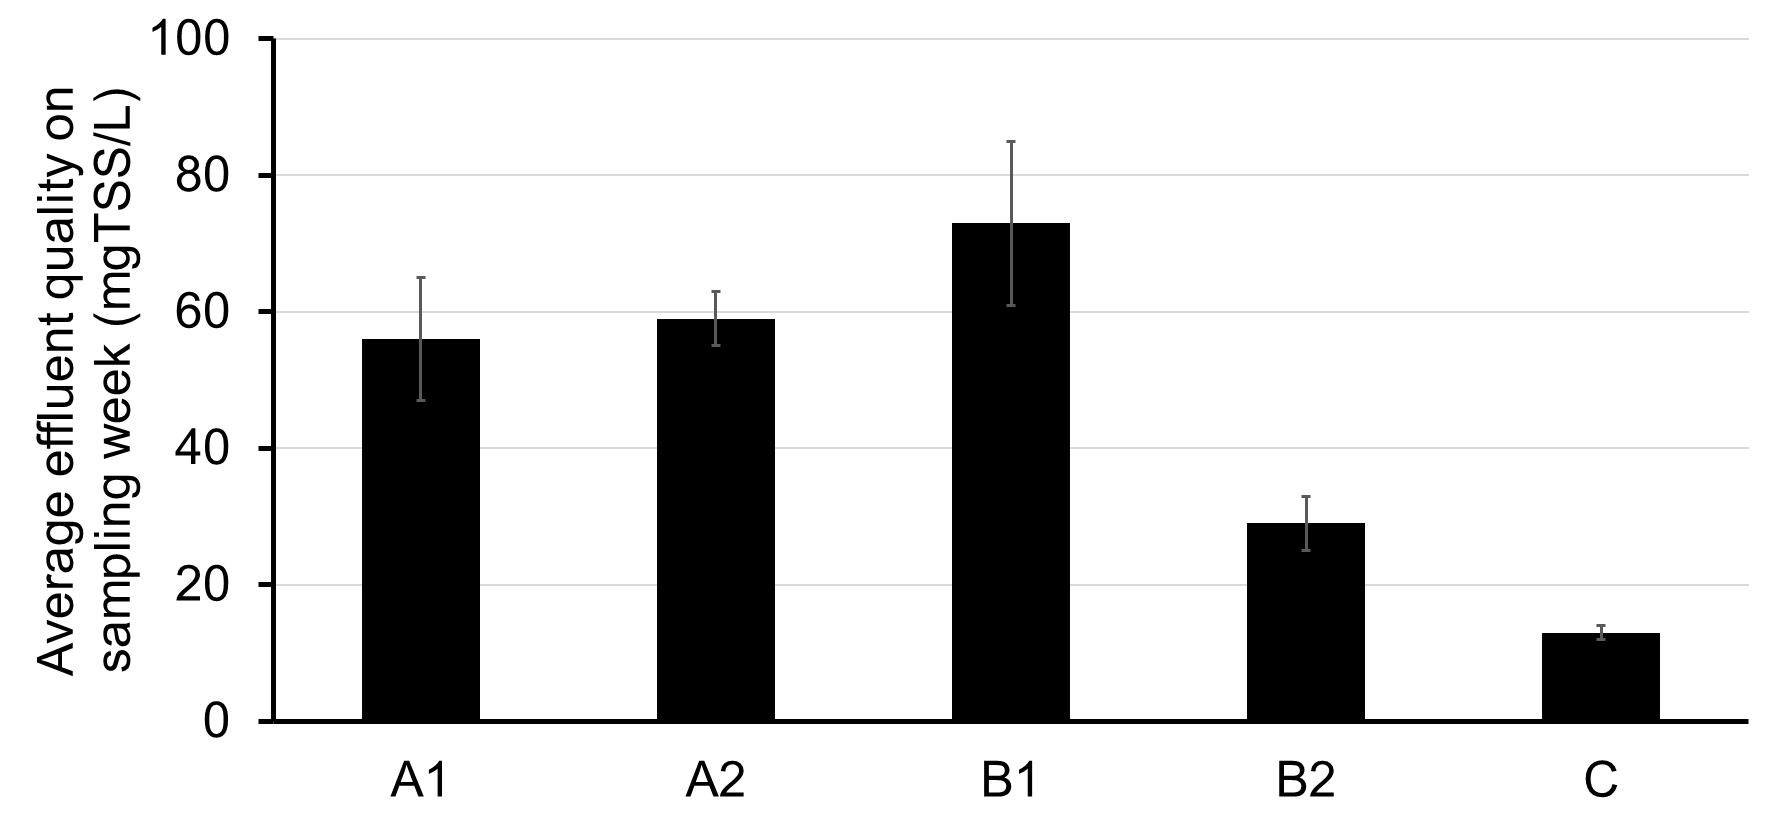 Average effluent quality on
sampling week (mgTSS/L)
100
80
60
40
20
0
A1 A2 B1 B2 C